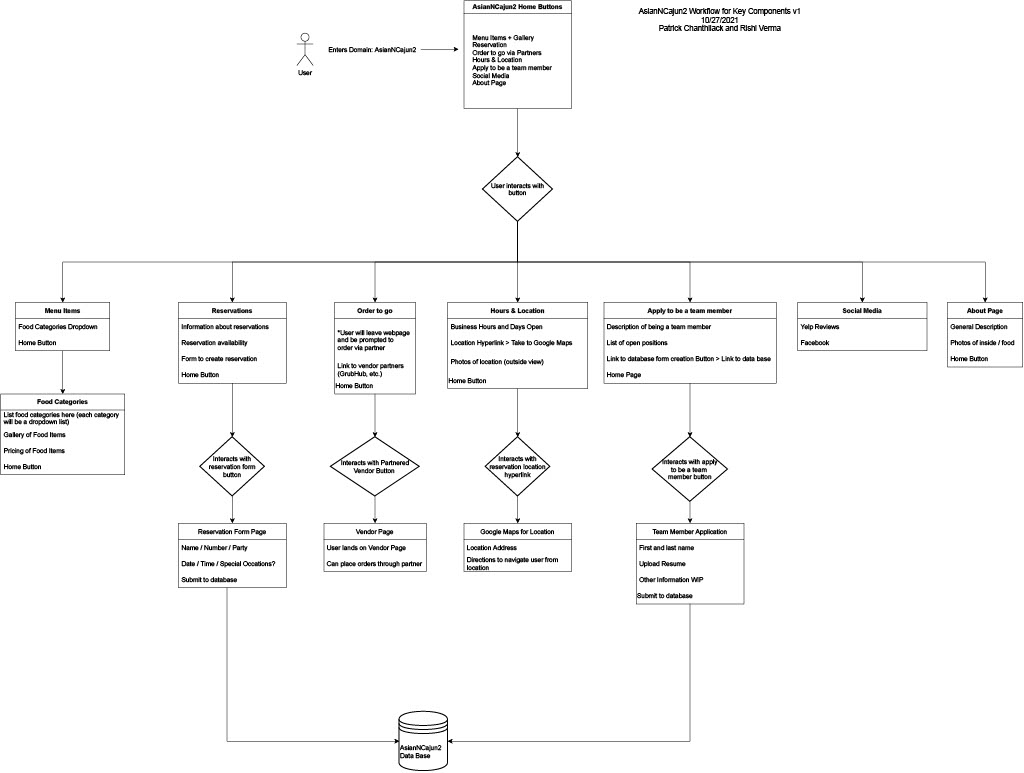 AsianNCajun2 Home Buttons
AsianNCajun2 Workflow for Key Components v1
10/27/2021
Patrick Chanthilack and Rishi Verma
Menu Items + Gallery
Reservation
Order to go via Partners
Hours & Location
Apply to be a team member
Social Media
About Page
Enters Domain: AsianNCajun2
User
User interacts with
button
Menu Items
Food Categories Dropdown
Home Button
Reservations
Information about reservations
Reservation availability
Form to create reservation
Home Button
Order to go
*User will leave webpage
and be prompted to
order via partner
Link to vendor partners
(GrubHub, etc.)
Home Button
Hours & Location
Business Hours and Days Open
Location Hyperlink > Take to Google Maps
Photos of location (outside view)
Home Button
Apply to be a team member
Description of being a team member
List of open positions
Link to database form creation Button > Link to data base
Home Page
Social Media
Yelp Reviews
Facebook
About Page
General Description
Photos of inside / food
Home Button
Food Categories
List food categories here (each category
will be a dropdown list)
Gallery of Food Items
Pricing of Food Items
Home Button
Interacts with
reservation form
button
Interacts with Partnered
Vendor Button
Interacts with
reservation location
hyperlink
Interacts with apply
to be a team
member button
Reservation Form Page
Name / Number / Party
Date / Time / Special Occations?
Submit to database
Vendor Page
User lands on Vendor Page
Can place orders through partner
Google Maps for Location
Location Address
Directions to navigate user from
location
Team Member Application
First and last name
Upload Resume
Other Information WIP
Submit to database
AsianNCajun2
Data Base